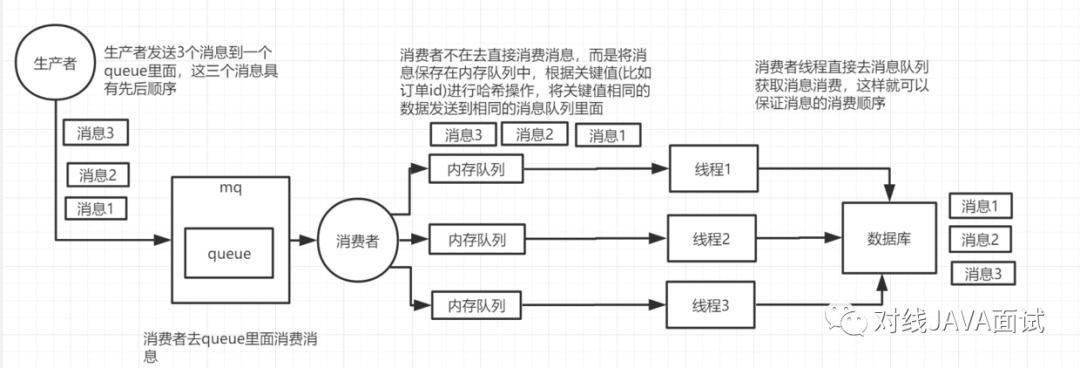 生产者
生产者发送3个消息到一个
queue里面，这三个消息具
有先后顺序
消息3
消息2
消息1
mq
queue
消费者去queue里面消费消
息
消费者
消费者不在去直接消费消息，而是将消
息保存在内存队列中，根据关键值(比如
订单id)进行哈希操作，将关键值相同的
数据发送到相同的消息队列里面
消息3
消息2
消息1
内存队列
内存队列
内存队列
线程1
线程2
线程3
消费者线程直接去消息队列
获取消息消费，这样就可以
保证消息的消费顺序
数据库
消息1
消息2
消息3
对线JAVA面试